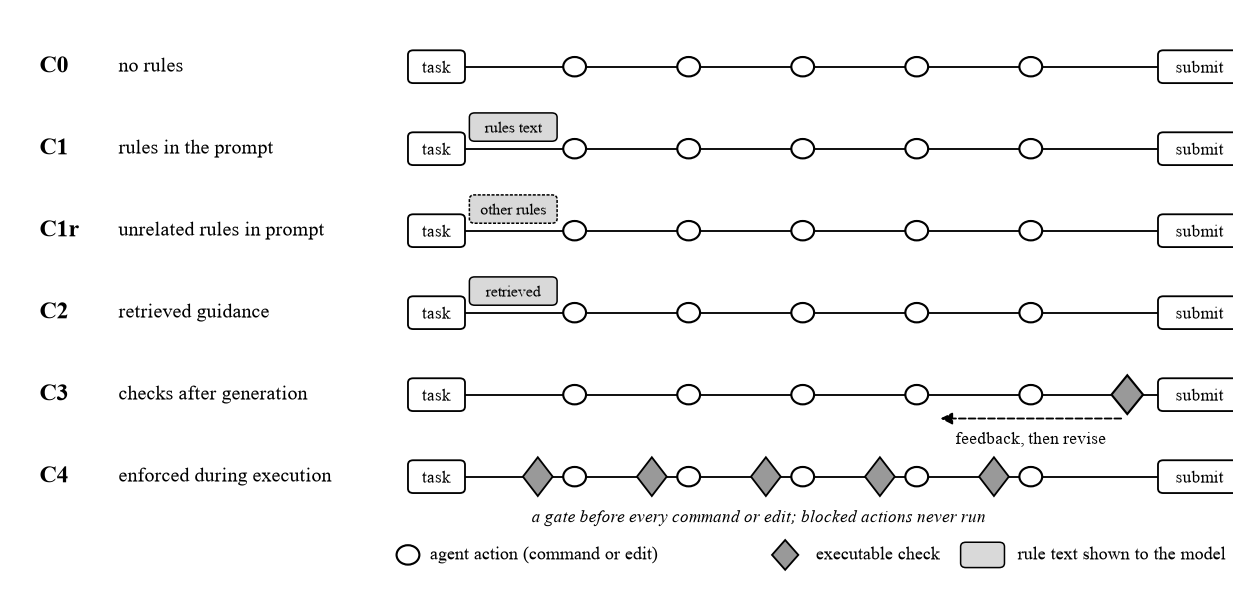 C0 no rules task submit
rules text
C1 rules in the prompt task submit
other rules
C1r unrelated rules in prompt task submit
retrieved
C2 retrieved guidance task submit
C3 checks after generation task submit
feedback, then revise
C4 enforced during execution task submit
a gate before every command or edit; blocked actions never run
agent action (command or edit) executable check rule text shown to the model